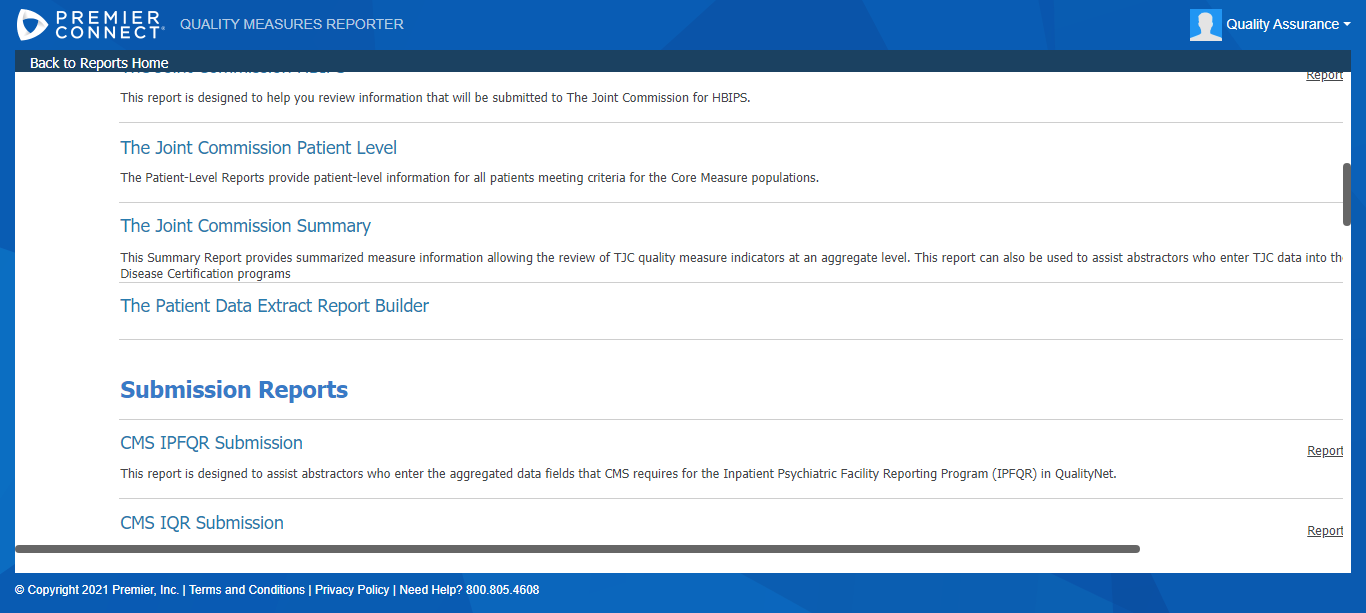 PREMIER
CONNECT
QUALITY MEASURES REPORTER
Quality Assurance
Back to Reports Home
Report
This report is designed to help you review information that will be submitted to The Joint Commission for HBIPS.
The Joint Commission Patient Level
The Patient-Level Reports provide patient-level information for all patients meeting criteria for the Core Measure populations.
The Joint Commission Summary
This Summary Report provides summarized measure information allowing the review of TJC quality measure indicators at an aggregate level. This report can also be used to assist abstractors who enter TJC data into th
Disease Certification programs
The Patient Data Extract Report Builder
Submission Reports
CMS IPFQR Submission
Report
This report is designed to assist abstractors who enter the aggregated data fields that CMS requires for the Inpatient Psychiatric Facility Reporting Program (IPFQR) in QualityNet.
CMS IQR Submission
Report
© Copyright 2021 Premier, Inc. | Terms and Conditions | Privacy Policy | Need Help? 800.805.4608